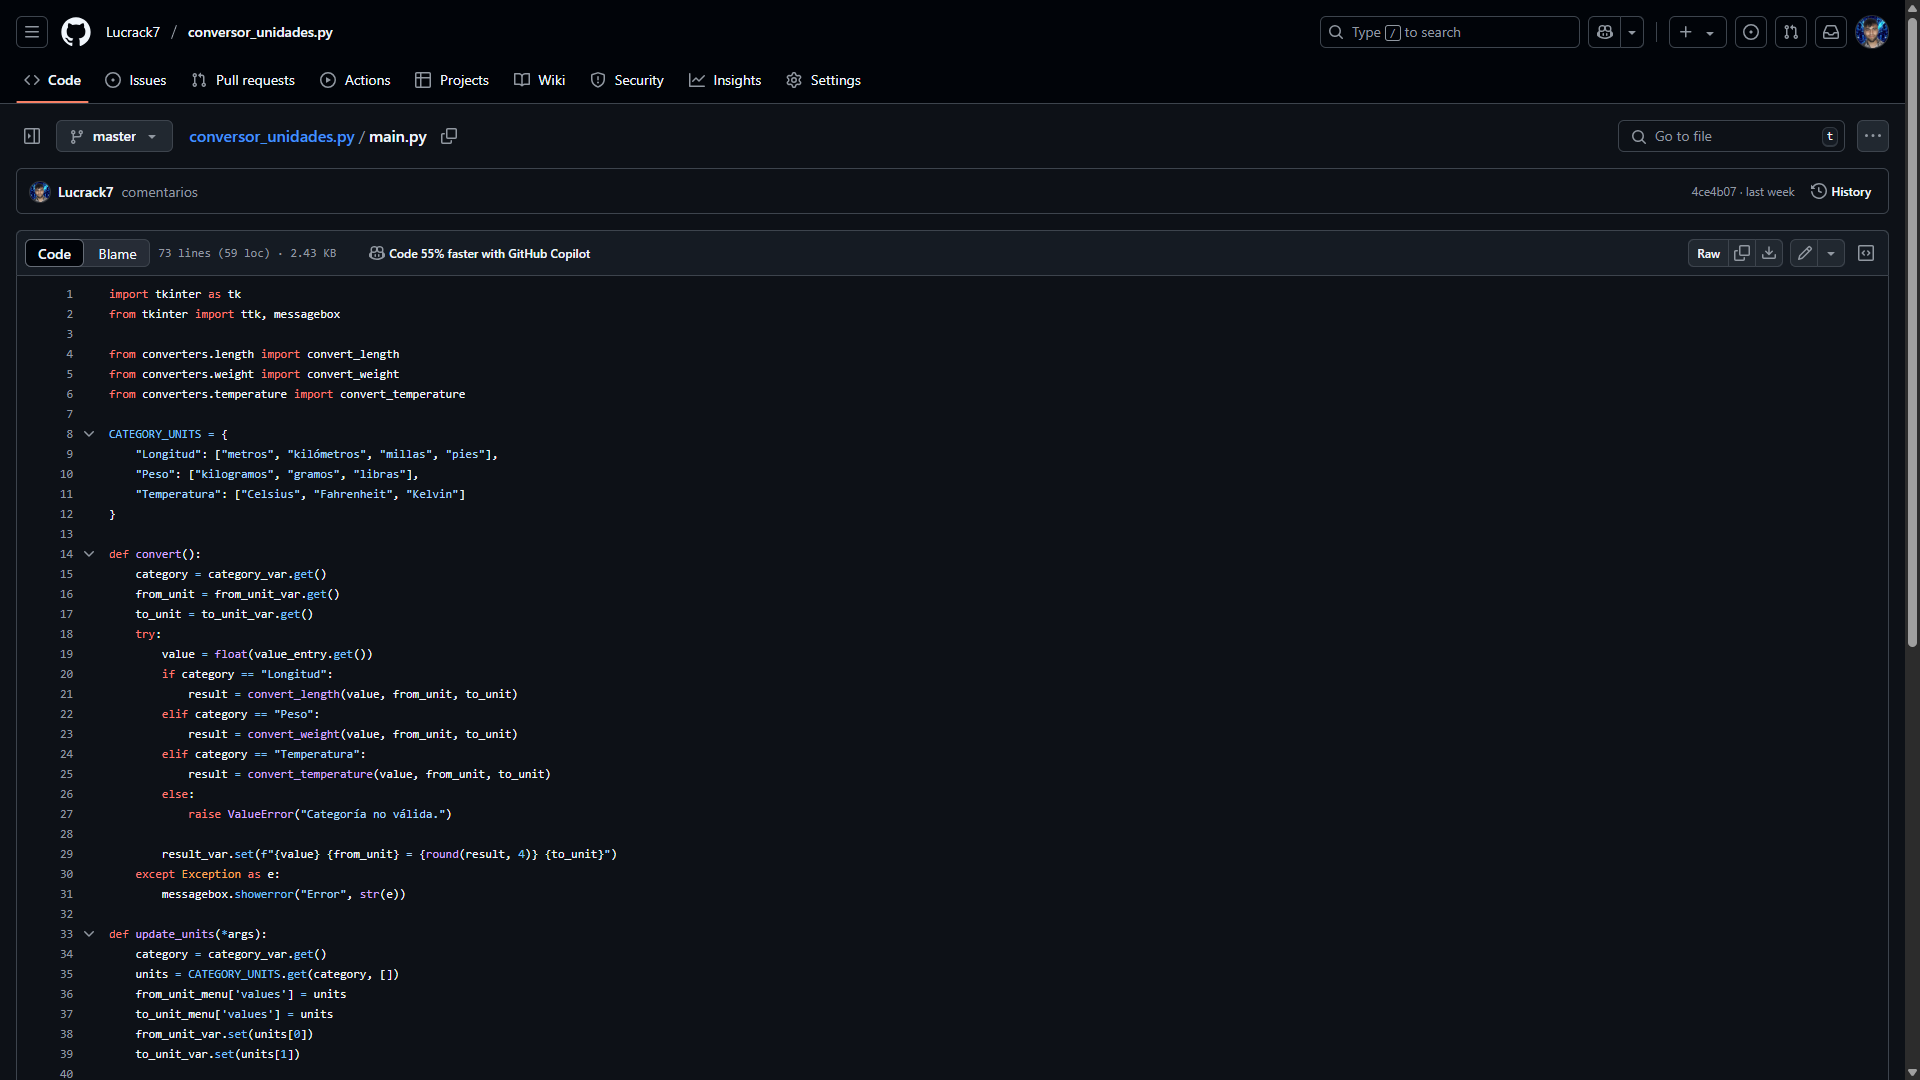 Lucrack7 / conversor_unidades.py
Type / to search
Code Issues Pull requests Actions Projects Wiki Security Insights Settings
master conversor_unidades.py / main.py
Go to file t
Lucrack7 comentarios
4ce4b07 · last week History
Code Blame 73 lines (59 loc) · 2.43 KB Code 55% faster with GitHub Copilot Raw
1 import tkinter as tk
2 from tkinter import ttk, messagebox
3
4 from converters.length import convert_length
5 from converters.weight import convert_weight
6 from converters.temperature import convert_temperature
7
8 CATEGORY_UNITS = {
9     "Longitud": ["metros", "kilómetros", "millas", "pies"],
10     "Peso": ["kilogramos", "gramos", "libras"],
11     "Temperatura": ["Celsius", "Fahrenheit", "Kelvin"]
12 }
13
14 def convert():
15     category = category_var.get()
16     from_unit = from_unit_var.get()
17     to_unit = to_unit_var.get()
18     try:
19         value = float(value_entry.get())
20         if category == "Longitud":
21             result = convert_length(value, from_unit, to_unit)
22         elif category == "Peso":
23             result = convert_weight(value, from_unit, to_unit)
24         elif category == "Temperatura":
25             result = convert_temperature(value, from_unit, to_unit)
26         else:
27             raise ValueError("Categoría no válida.")
28
29         result_var.set(f"{value} {from_unit} = {round(result, 4)} {to_unit}")
30     except Exception as e:
31         messagebox.showerror("Error", str(e))
32
33 def update_units(*args):
34     category = category_var.get()
35     units = CATEGORY_UNITS.get(category, [])
36     from_unit_menu['values'] = units
37     to_unit_menu['values'] = units
38     from_unit_var.set(units[0])
39     to_unit_var.set(units[1])
40